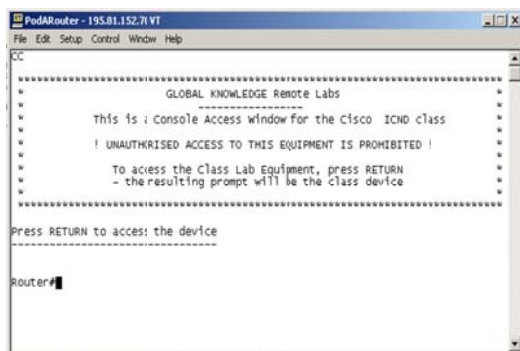 PodARouter - 195.81.152.7( VT
File Edit Setup Control Window Help
CC
GLOBAL KNOWLEDGE Remote Labs
This is a Console Access Window for the Cisco ICND class
! UNAUTHORISED ACCESS TO THIS EQUIPMENT IS PROHIBITED !
To access the Class Lab Equipment, press RETURN
- the resulting prompt will be the class device
Press RETURN to access the device
Router#